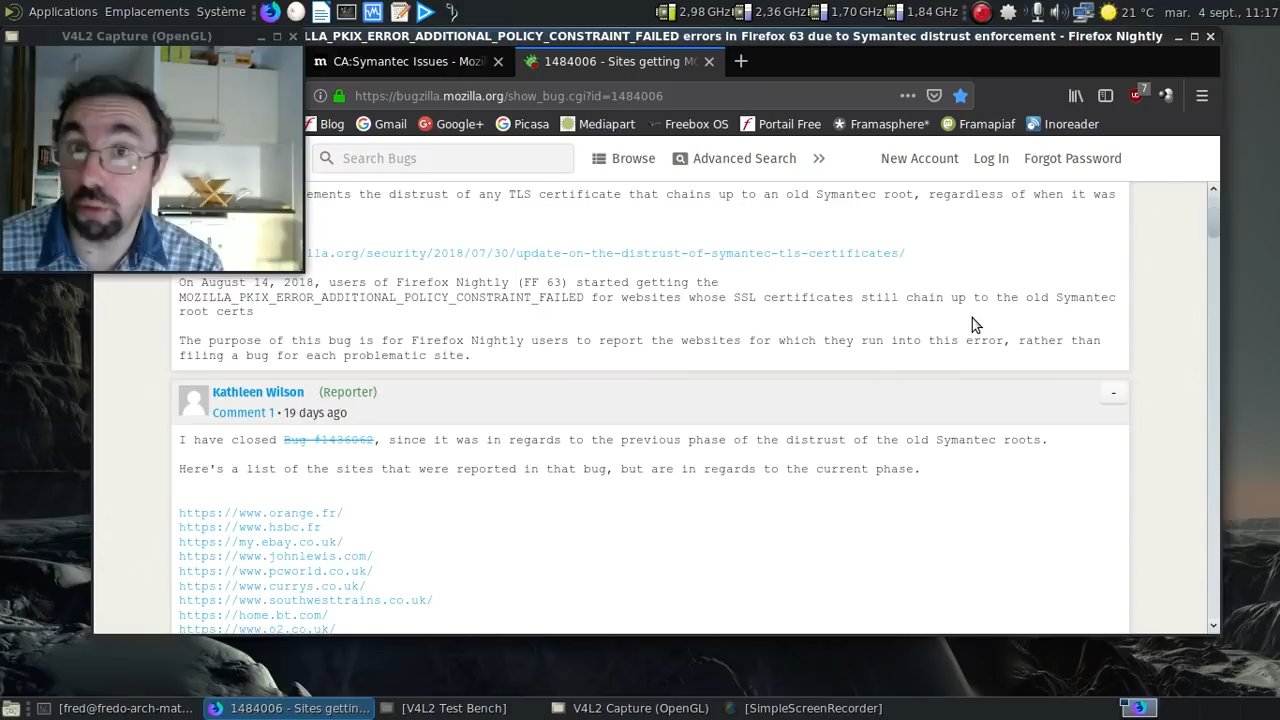 Applications Emplacements Système
2,98 GHz 2,36 GHz 1,70 GHz 1,84 GHz
21 °C mar. 4 sept., 11:17
V4L2 Capture (OpenGL)
LLA_PKIX_ERROR_ADDITIONAL_POLICY_CONSTRAINT_FAILED errors in Firefox 63 due to Symantec distrust enforcement - Firefox Nightly
m CA:Symantec Issues - Mozi
1484006 - Sites getting MO
https://bugzilla.mozilla.org/show_bug.cgi?id=1484006
7
Blog Gmail Google+ Picasa Mediapart Freebox OS Portail Free Framasphere* Framapiaf Inoreader
Search Bugs Browse Advanced Search New Account Log In Forgot Password
ements the distrust of any TLS certificate that chains up to an old Symantec root, regardless of when it was
lla.org/security/2018/07/30/update-on-the-distrust-of-symantec-tls-certificates/
On August 14, 2018, users of Firefox Nightly (FF 63) started getting the
MOZILLA_PKIX_ERROR_ADDITIONAL_POLICY_CONSTRAINT_FAILED for websites whose SSL certificates still chain up to the old Symantec
root certs
The purpose of this bug is for Firefox Nightly users to report the websites for which they run into this error, rather than
filing a bug for each problematic site.
Kathleen Wilson (Reporter)
-
Comment 1 • 19 days ago
I have closed Bug #1436062, since it was in regards to the previous phase of the distrust of the old Symantec roots.
Here's a list of the sites that were reported in that bug, but are in regards to the current phase.
https://www.orange.fr/
https://www.hsbc.fr
https://my.ebay.co.uk/
https://www.johnlewis.com/
https://www.pcworld.co.uk/
https://www.currys.co.uk/
https://www.southwesttrains.co.uk/
https://home.bt.com/
https://www.o2.co.uk/
[fred@fredo-arch-mat... 1484006 - Sites gettin... [V4L2 Test Bench] V4L2 Capture (OpenGL) [SimpleScreenRecorder]